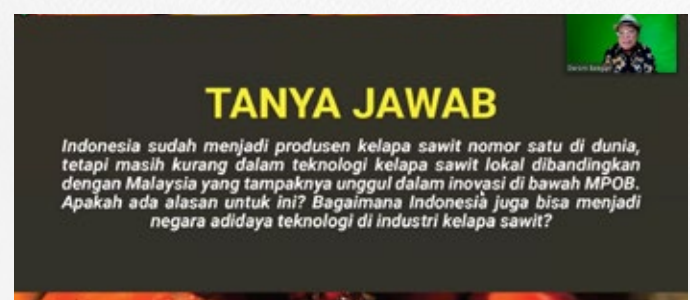 TANYA JAWAB
Indonesia sudah menjadi produsen kelapa sawit nomor satu di dunia,
tetapi masih kurang dalam teknologi kelapa sawit lokal dibandingkan
dengan Malaysia yang tampaknya unggul dalam inovasi di bawah MPOB.
Apakah ada alasan untuk ini? Bagaimana Indonesia juga bisa menjadi
negara adidaya teknologi di industri kelapa sawit?